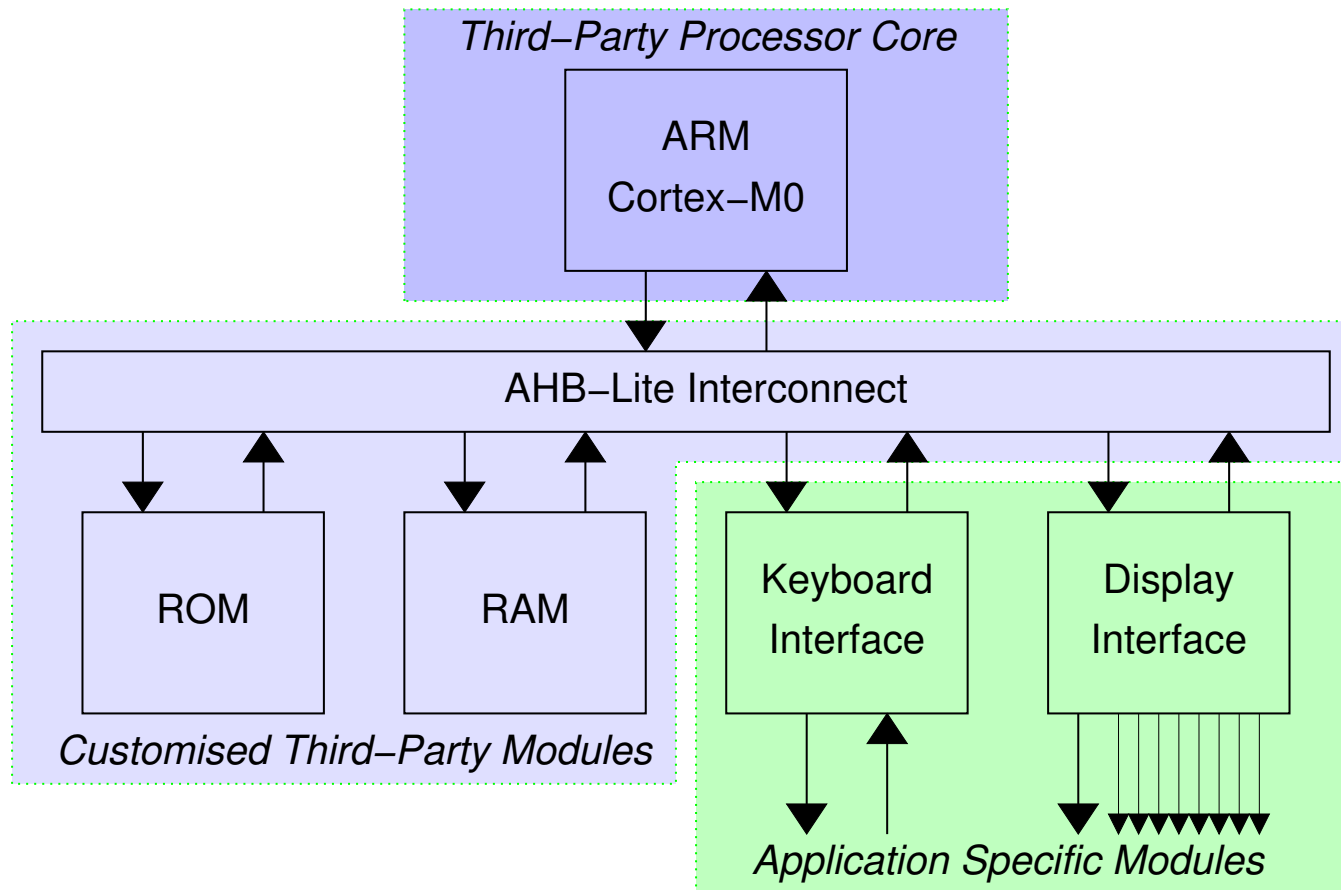 Third−Party Processor Core
ARM
Cortex−M0
AHB−Lite Interconnect
ROM
RAM
Keyboard
Interface
Display
Interface
Customised Third−Party Modules
Application Specific Modules